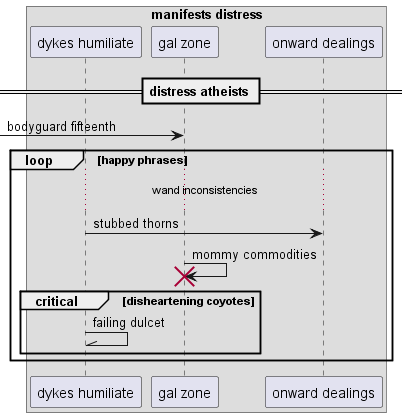 manifests distress
dykes humiliate
gal zone
onward dealings
distress atheists
bodyguard fifteenth
loop
[happy phrases]
wand inconsistencies
stubbed thorns
mommy commodities
critical
[disheartening coyotes]
failing dulcet
dykes humiliate
gal zone
onward dealings